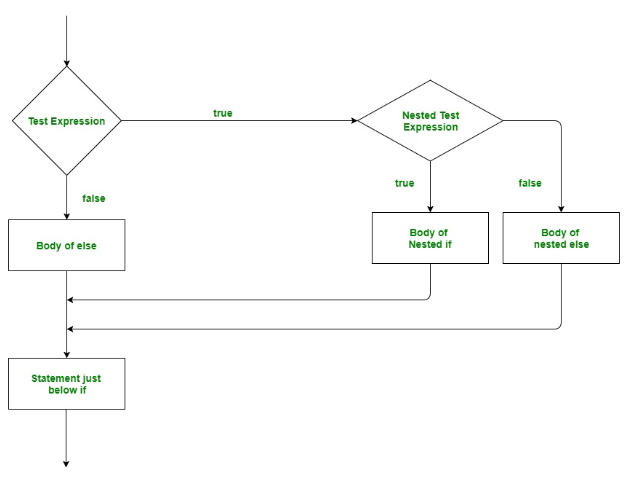 Test Expression
true
Nested Test
Expression
false
true
false
Body of else
Body of
Nested if
Body of
nested else
Statement just
below if